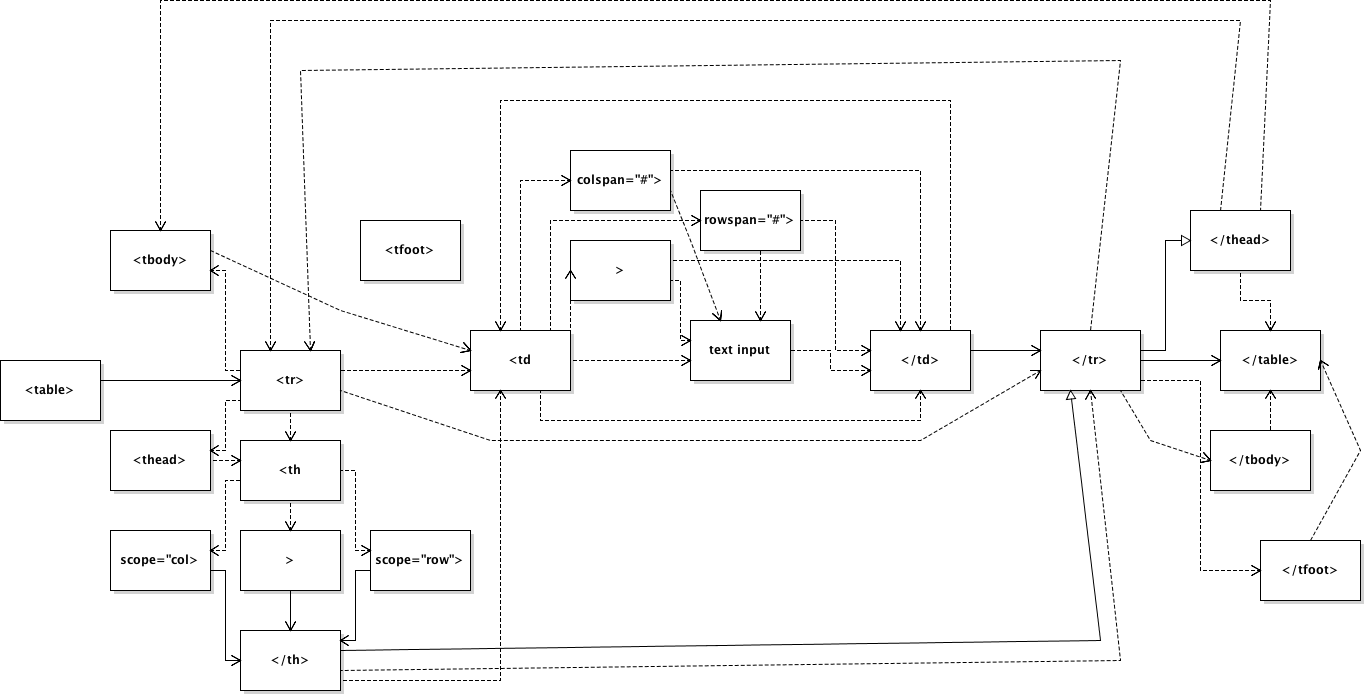 colspan="#">
rowspan="#">
<tbody>
<tfoot>
>
</thead>
<table>
<tr>
<td
text input
</td>
</tr>
</table>
<thead>
<th
</tbody>
scope="col>
>
scope="row">
</tfoot>
</th>